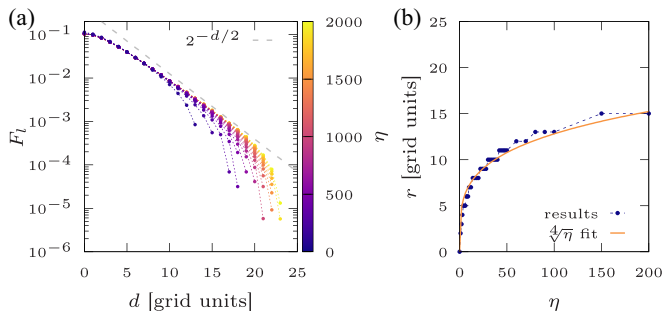 (a)
10^{-1}
10^{-2}
10^{-3}
10^{-4}
10^{-5}
10^{-6}
F_l
2^{-d/2}
0 5 10 15 20 25
d [grid units]
2000
1500
1000
500
0
η
(b)
25
20
15
10
5
0
r [grid units]
results
∜η fit
0 50 100 150 200
η